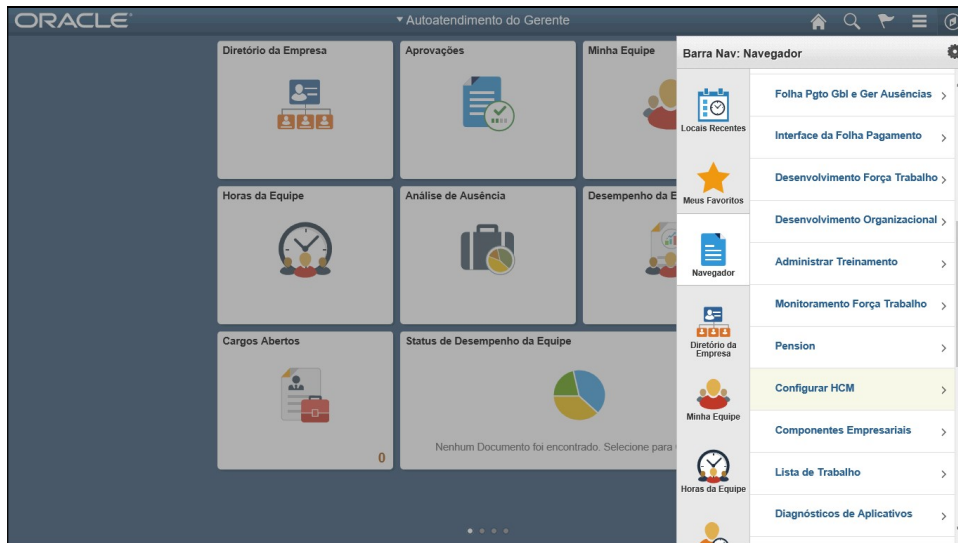 ORACLE
Autoatendimento do Gerente
Diretório da Empresa
Aprovações
Minha Equipe
Horas da Equipe
Análise de Ausência
Desempenho da E
Cargos Abertos
0
Status de Desempenho da Equipe
Nenhum Documento foi encontrado. Selecione para
Barra Nav: Navegador
Locais Recentes
Meus Favoritos
Navegador
Diretório da
Empresa
Minha Equipe
Horas da Equipe
Folha Pgto Gbl e Ger Ausências
Interface da Folha Pagamento
Desenvolvimento Força Trabalho
Desenvolvimento Organizacional
Administrar Treinamento
Monitoramento Força Trabalho
Pension
Configurar HCM
Componentes Empresariais
Lista de Trabalho
Diagnósticos de Aplicativos